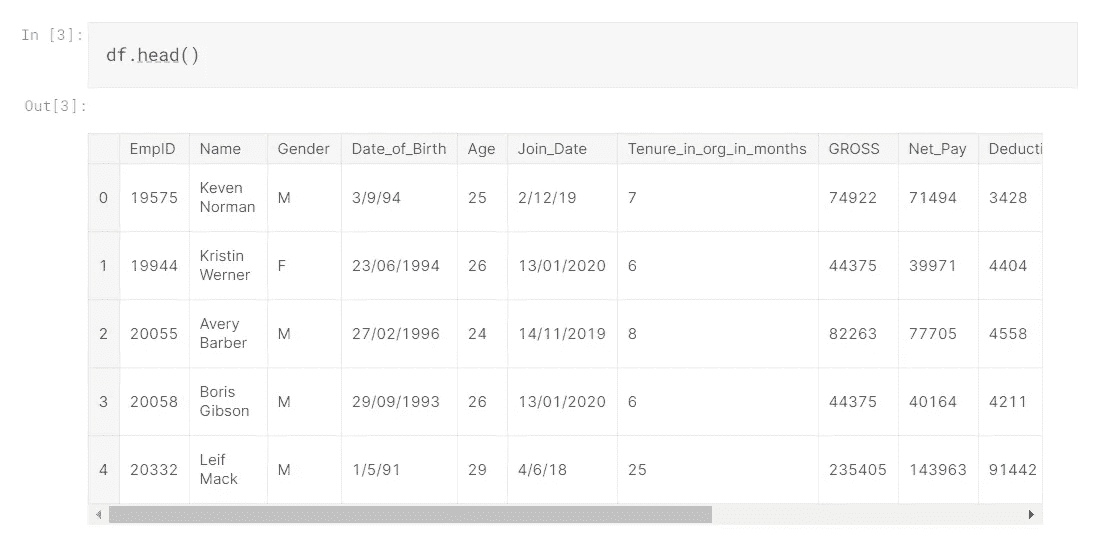 In [3]:
df.head()
Out[3]:
EmpID Name Gender Date_of_Birth Age Join_Date Tenure_in_org_in_months GROSS Net_Pay Deducti
0 19575 Keven Norman M 3/9/94 25 2/12/19 7 74922 71494 3428
1 19944 Kristin Werner F 23/06/1994 26 13/01/2020 6 44375 39971 4404
2 20055 Avery Barber M 27/02/1996 24 14/11/2019 8 82263 77705 4558
3 20058 Boris Gibson M 29/09/1993 26 13/01/2020 6 44375 40164 4211
4 20332 Leif Mack M 1/5/91 29 4/6/18 25 235405 143963 91442